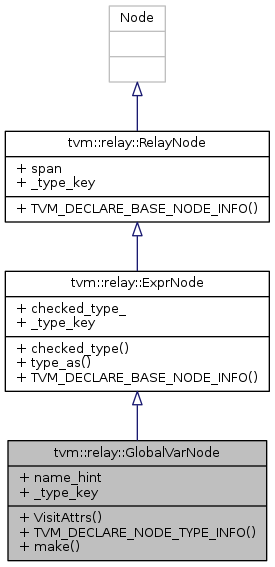 Node
tvm::relay::RelayNode
+ span
+ _type_key
+ TVM_DECLARE_BASE_NODE_INFO()
tvm::relay::ExprNode
+ checked_type_
+ _type_key
+ checked_type()
+ type_as()
+ TVM_DECLARE_BASE_NODE_INFO()
tvm::relay::GlobalVarNode
+ name_hint
+ _type_key
+ VisitAttrs()
+ TVM_DECLARE_NODE_TYPE_INFO()
+ make()